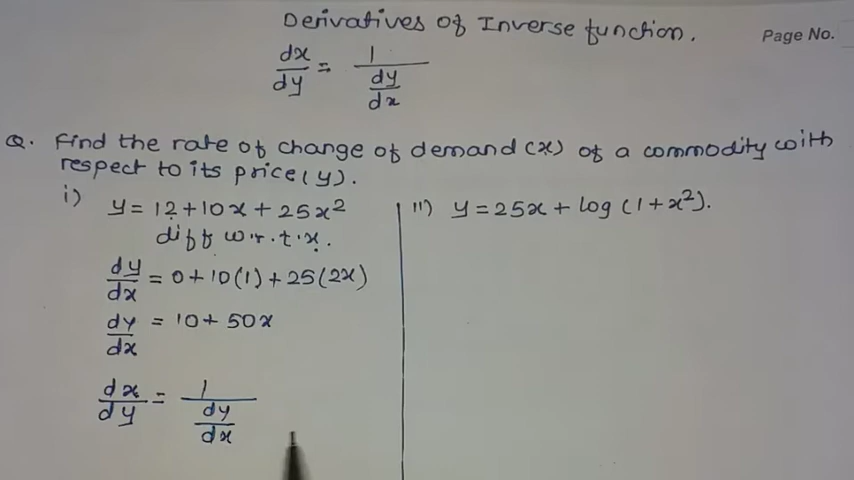 Derivatives of Inverse function.
Page No.
dx/dy = 1/(dy/dx)
Q. Find the rate of change of demand (x) of a commodity with
respect to its price (y).
i) y = 12 + 10x + 25x²
diff w.r.t.x.
dy/dx = 0 + 10(1) + 25(2x)
dy/dx = 10 + 50x
dx/dy = 1/(dy/dx)
ii) y = 25x + log (1 + x²).